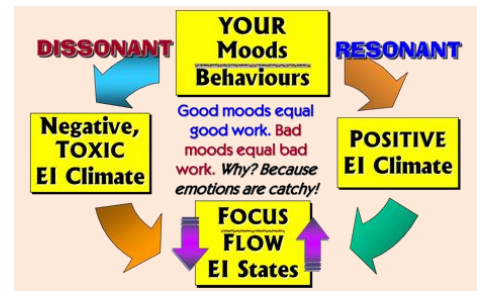 YOUR
Moods
Behaviours
DISSONANT
RESONANT
Negative,
TOXIC
EI Climate
Good moods equal
good work. Bad
moods equal bad
work. Why? Because
emotions are catchy!
POSITIVE
EI Climate
FOCUS
FLOW
EI States